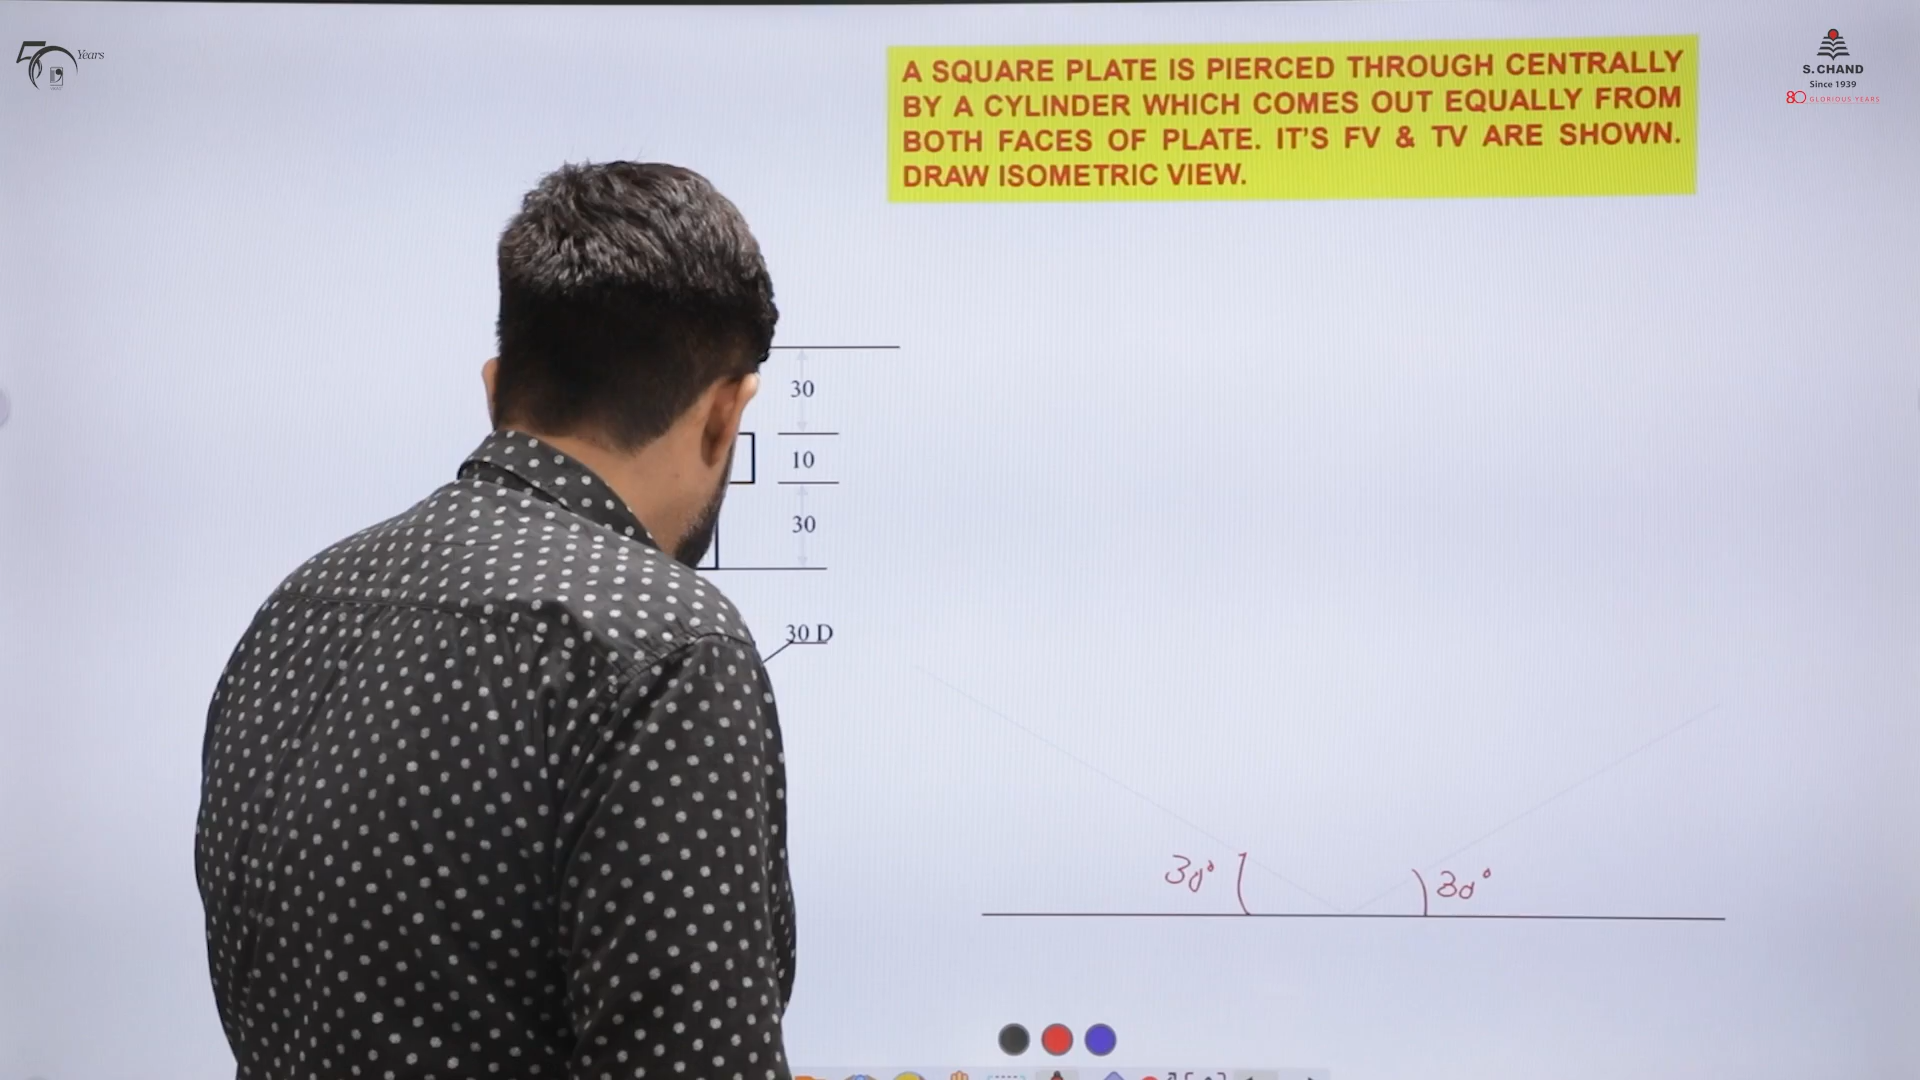 50 Years
A SQUARE PLATE IS PIERCED THROUGH CENTRALLY
BY A CYLINDER WHICH COMES OUT EQUALLY FROM
BOTH FACES OF PLATE. IT'S FV & TV ARE SHOWN.
DRAW ISOMETRIC VIEW.
S. CHAND
Since 1939
80 GLORIOUS YEARS
30
10
30
30 D
30°
30°